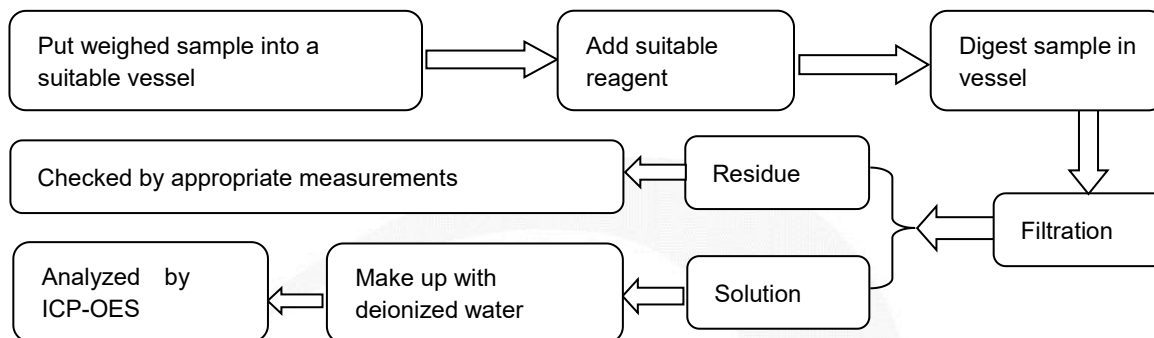 Put weighed sample into a
suitable vessel
Add suitable
reagent
Digest sample in
vessel
Filtration
Residue
Checked by appropriate measurements
Solution
Make up with
deionized water
Analyzed by
ICP-OES